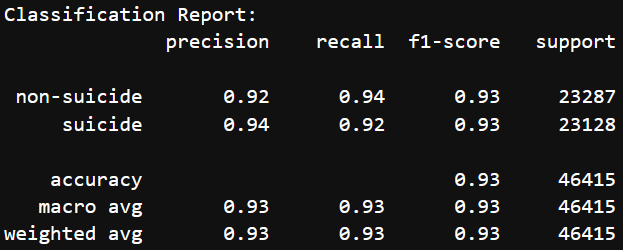 Classification Report:
precision recall f1-score support
non-suicide 0.92 0.94 0.93 23287
suicide 0.94 0.92 0.93 23128
accuracy 0.93 46415
macro avg 0.93 0.93 0.93 46415
weighted avg 0.93 0.93 0.93 46415